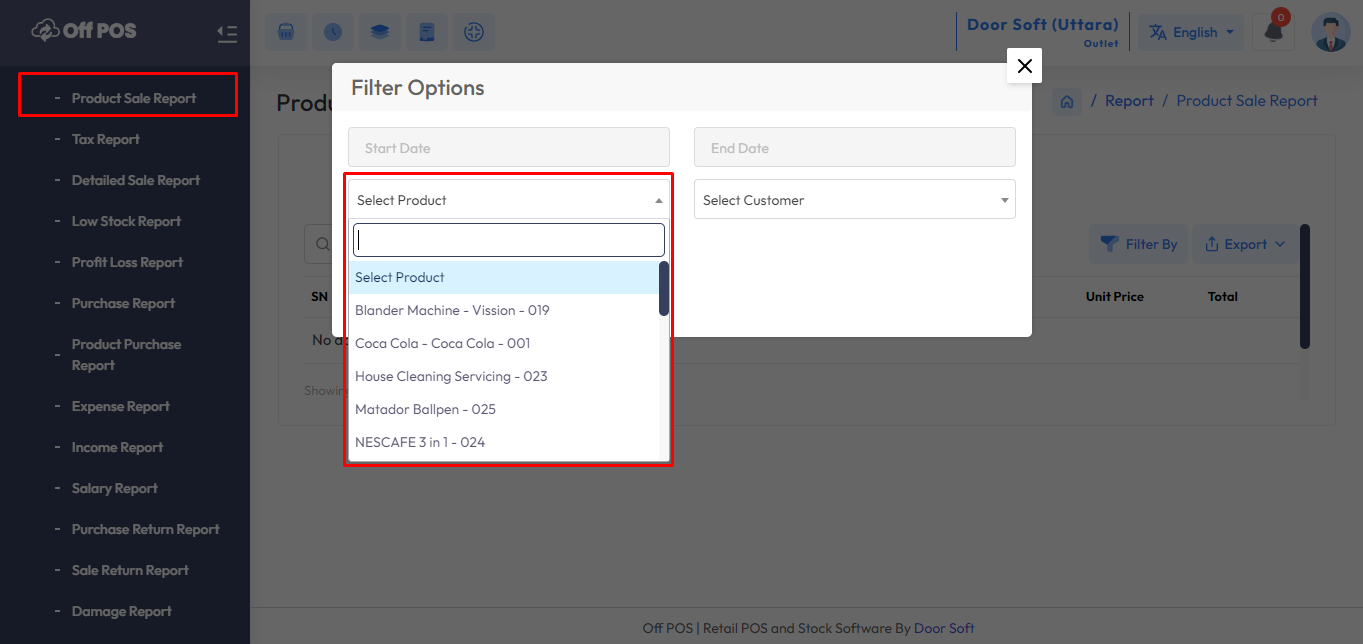 Off POS
Door Soft (Uttara)
Outlet
English
0
Product Sale Report
Tax Report
Detailed Sale Report
Low Stock Report
Profit Loss Report
Purchase Report
Product Purchase
Report
Expense Report
Income Report
Salary Report
Purchase Return Report
Sale Return Report
Damage Report
Filter Options
Start Date
End Date
Select Product
Select Customer
Select Product
Blander Machine - Vission - 019
Coca Cola - Coca Cola - 001
House Cleaning Servicing - 023
Matador Ballpen - 025
NESCAFE 3 in 1 - 024
/ Report / Product Sale Report
Filter By
Export
SN
Unit Price
Total
Off POS | Retail POS and Stock Software By Door Soft